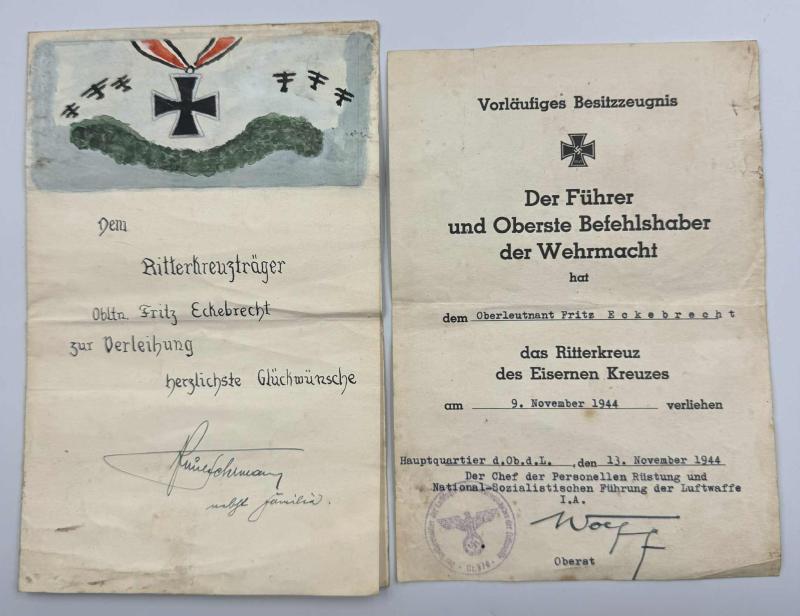 Dem
Ritterkreuzträger
Obltn. Fritz Eckebrecht
zur Verleihung
herzlichste Glückwünsche
nebst Familie.
Vorläufiges Besitzzeugnis
Der Führer
und Oberste Befehlshaber
der Wehrmacht
hat
dem Oberleutnant Fritz Eckebrecht
das Ritterkreuz
des Eisernen Kreuzes
am 9. November 1944 verliehen
Hauptquartier d.Ob.d.L. ,den 13. November 1944
Der Chef der Personellen Rüstung und
National-Sozialistischen Führung der Luftwaffe
I.A.
Oberst